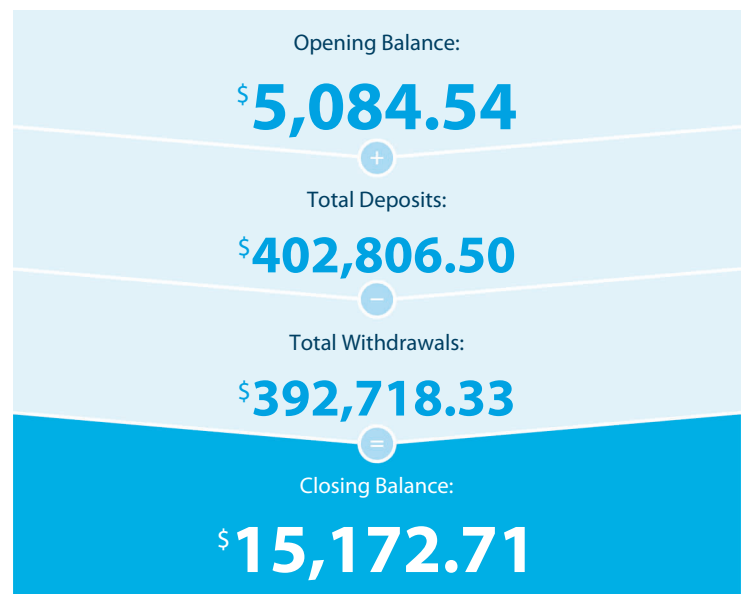 Opening Balance:
$5,084.54
+
Total Deposits:
$402,806.50
−
Total Withdrawals:
$392,718.33
=
Closing Balance:
$15,172.71